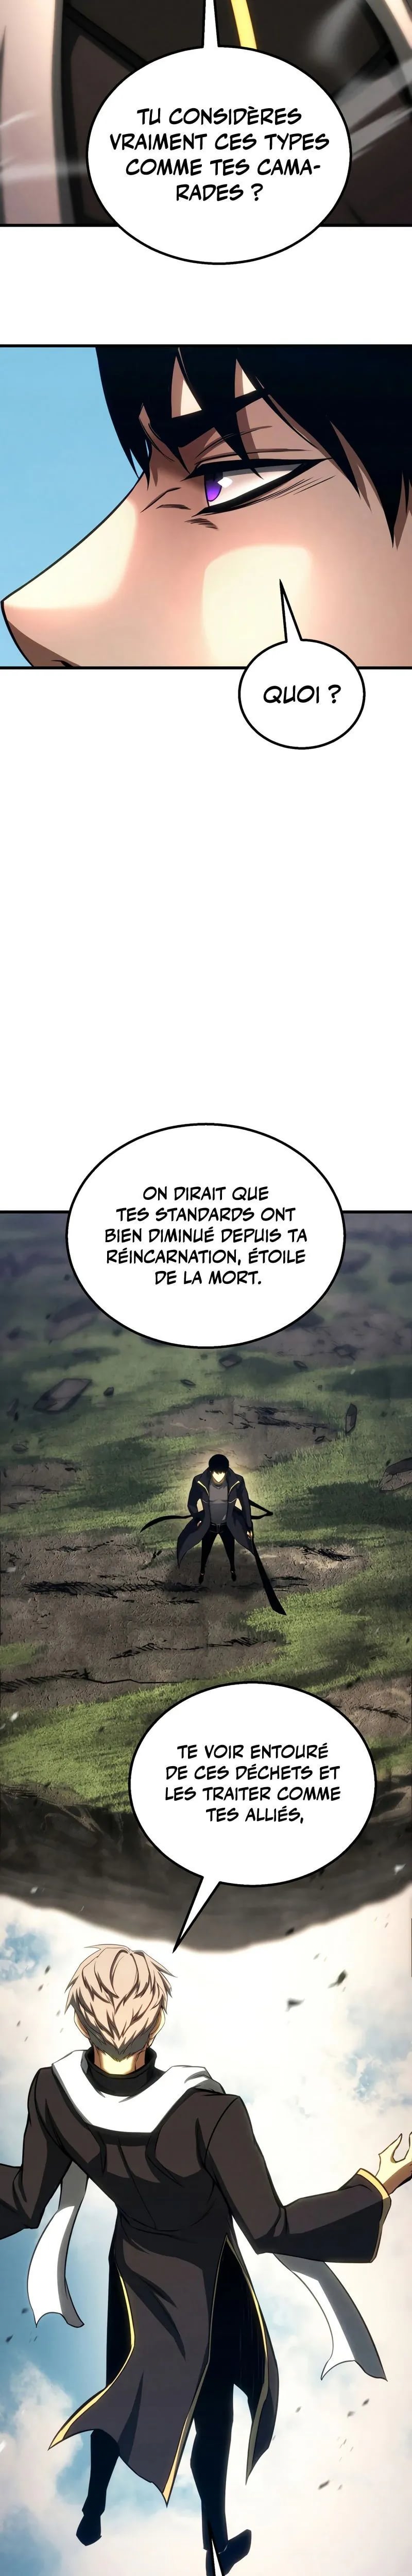 TU CONSIDÈRES
VRAIMENT CES TYPES
COMME TES CAMA-
RADES ?
QUOI ?
ON DIRAIT QUE
TES STANDARDS ONT
BIEN DIMINUÉ DEPUIS TA
RÉINCARNATION, ÉTOILE
DE LA MORT.
TE VOIR ENTOURÉ
DE CES DÉCHETS ET
LES TRAITER COMME
TES ALLIÉS,